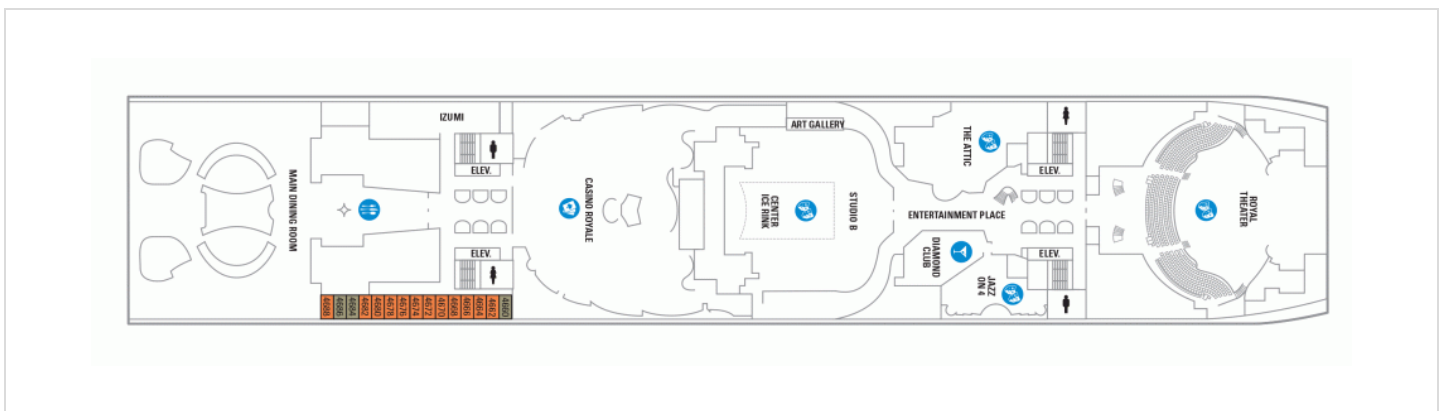 IZUMI
ART GALLERY
THE ATTIC
ELEV.
ELEV.
MAIN DINING ROOM
CASINO ROYALE
CENTER
ICE RINK
STUDIO B
ENTERTAINMENT PLACE
ROYAL
THEATER
DIAMOND
CLUB
ELEV.
ELEV.
JAZZ
ON 4
4688
4686
4684
4682
4680
4678
4676
4674
4672
4670
4668
4666
4664
4662
4660